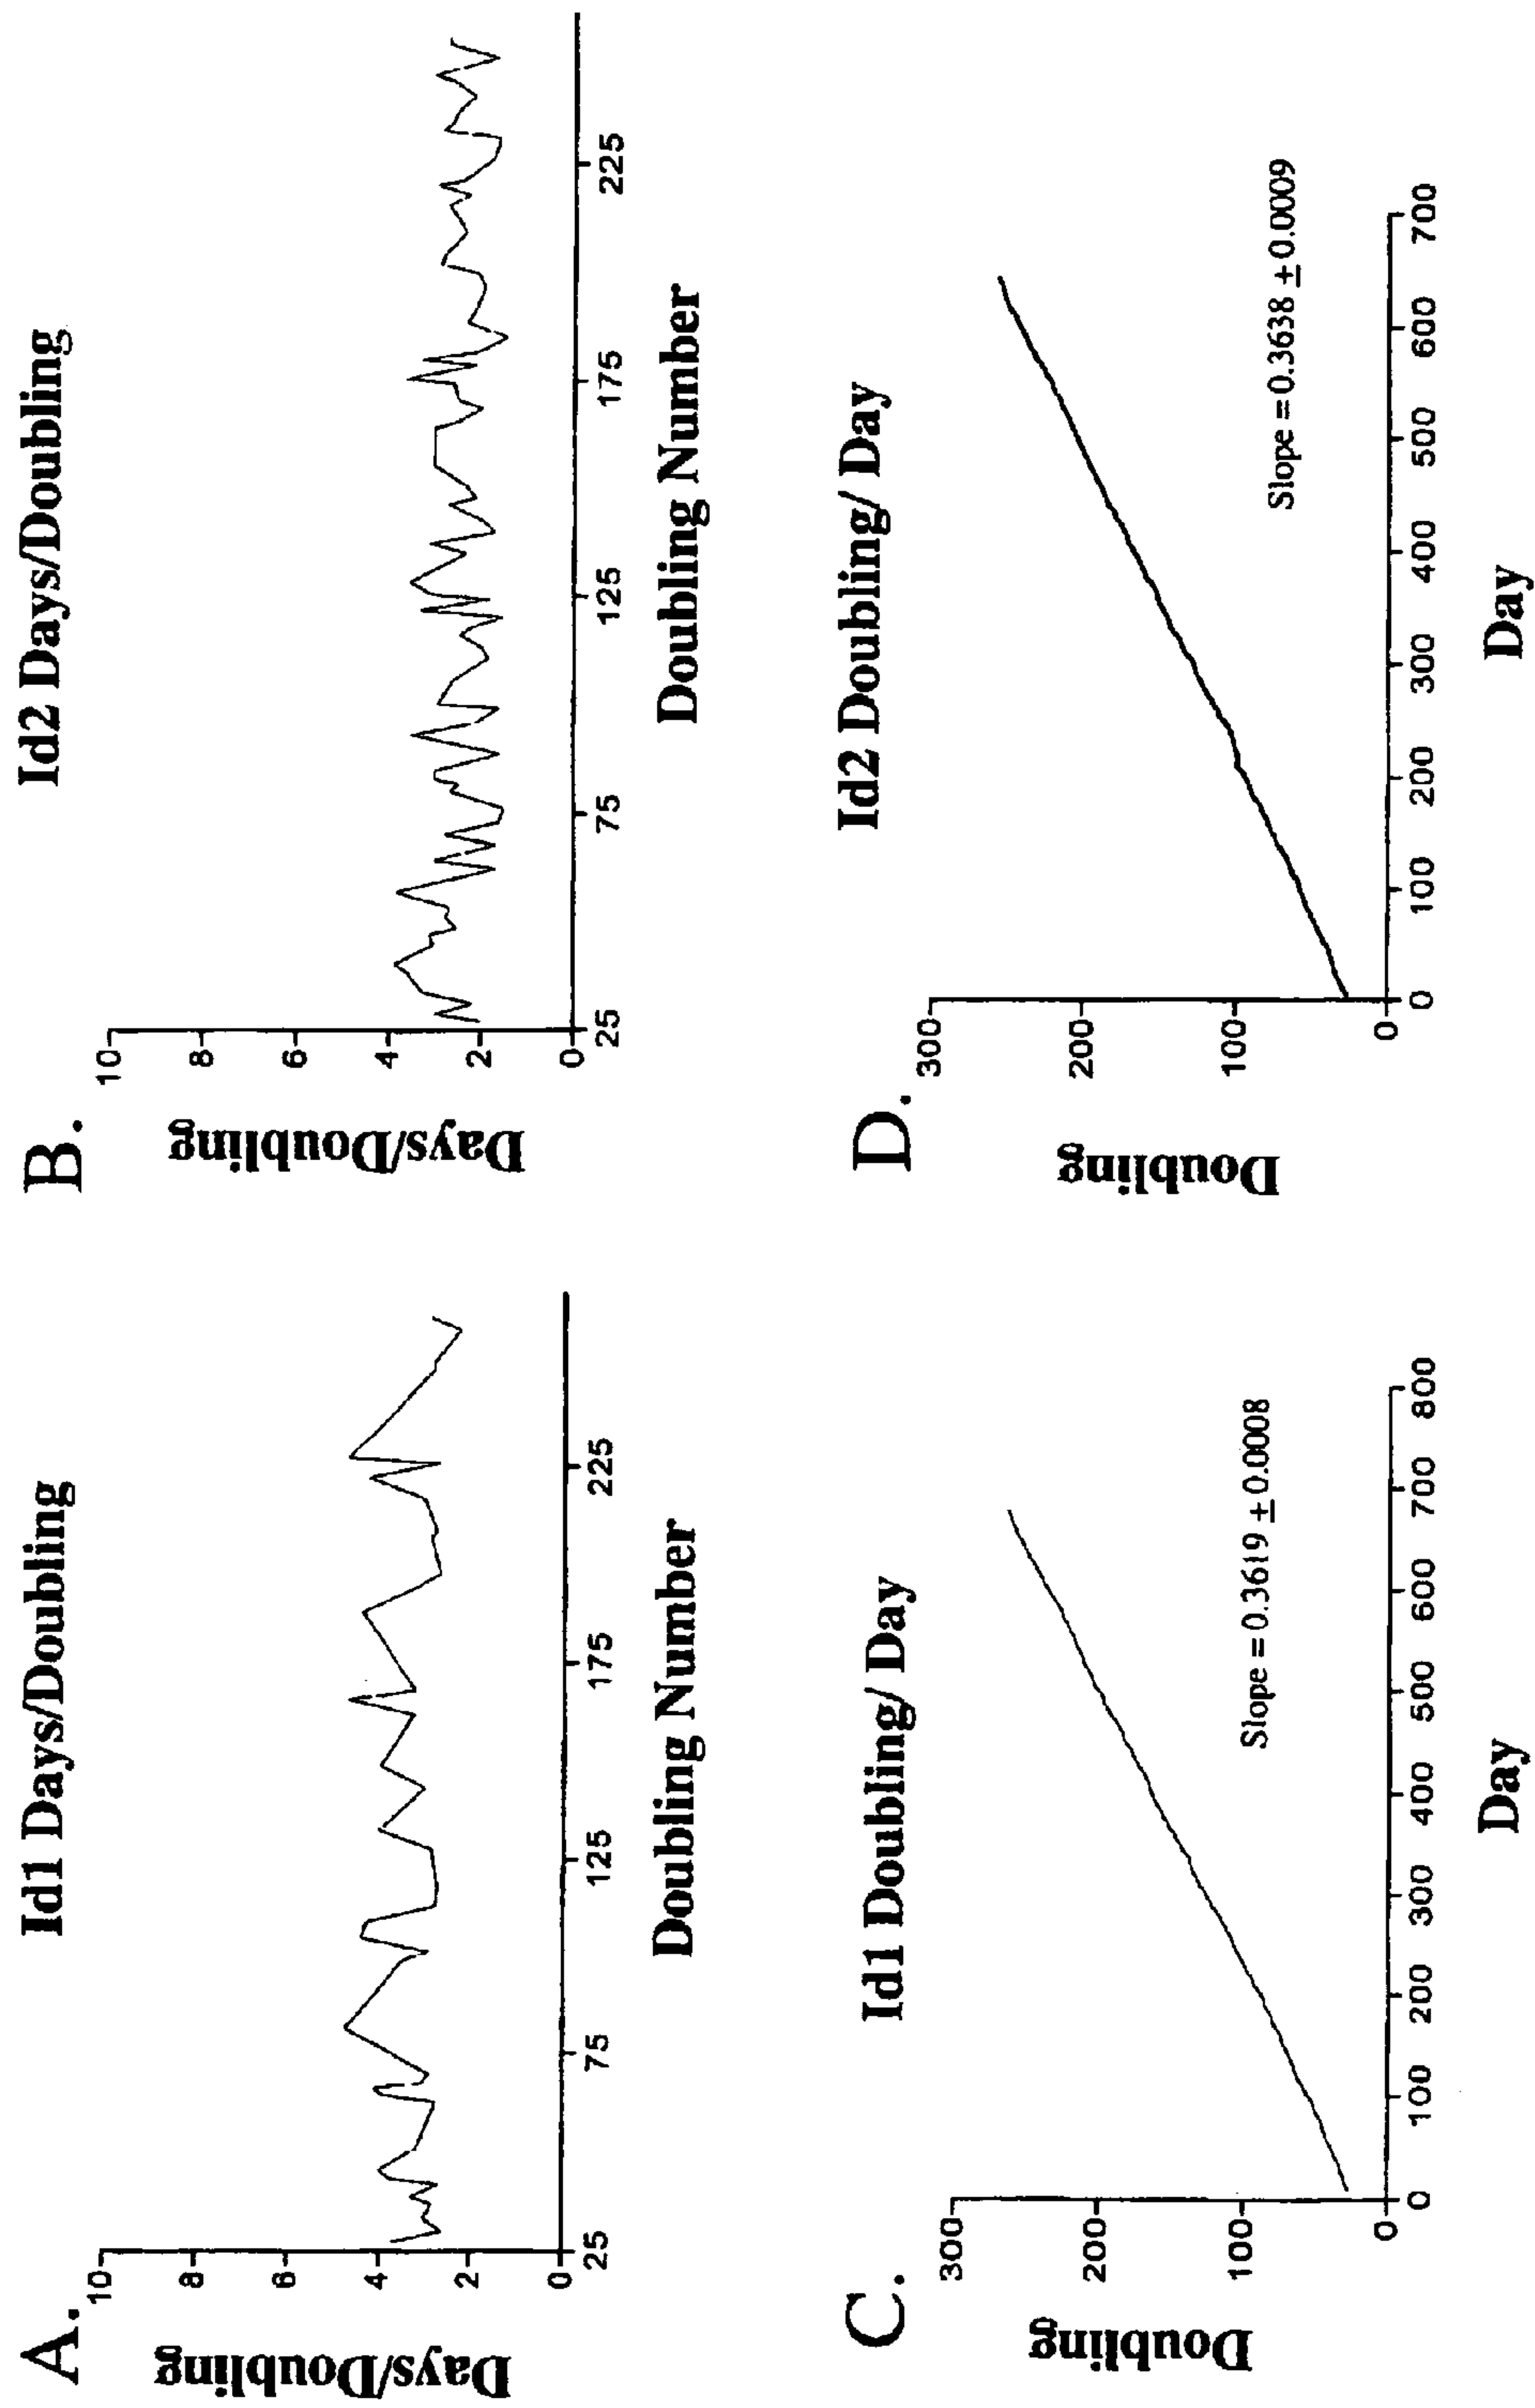 A.
Id1 Days/Doubling
Days/Doubling
10
8
6
4
2
0
25
75
125
175
225
Doubling Number
B.
Id2 Days/Doubling
Days/Doubling
10
8
6
4
2
0
25
75
125
175
225
Doubling Number
C.
Id1 Doubling/ Day
Doubling
300
200
100
0
Slope = 0.3619 ± 0.0008
0
100
200
300
400
500
600
700
800
Day
D.
Id2 Doubling/ Day
Doubling
300
200
100
0
Slope = 0.3638 ± 0.0009
0
100
200
300
400
500
600
700
Day